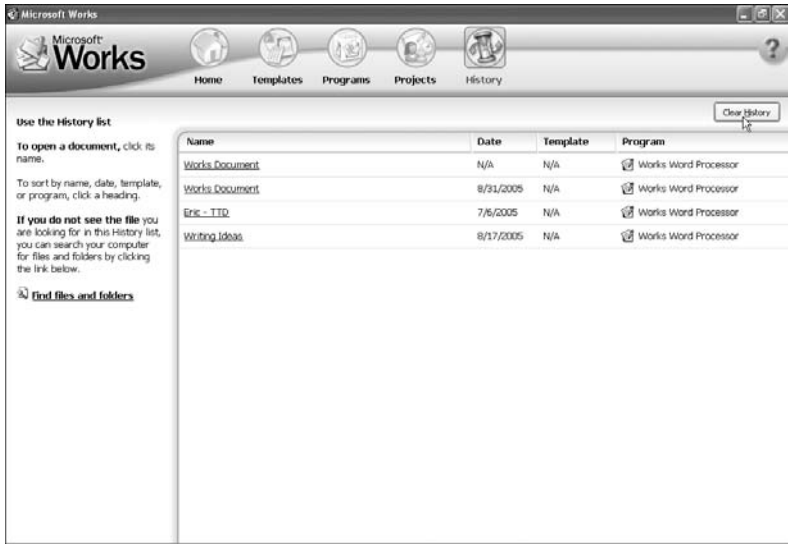 Microsoft Works
Microsoft
Works
Home Templates Programs Projects History
?
Clear History
Use the History list
To open a document, click its
name.
To sort by name, date, template,
or program, click a heading.
If you do not see the file you
are looking for in this History list,
you can search your computer
for files and folders by clicking
the link below.
Find files and folders
Name Date Template Program
Works Document N/A N/A Works Word Processor
Works Document 8/31/2005 N/A Works Word Processor
Eric - TTD 7/6/2005 N/A Works Word Processor
Writing Ideas 8/17/2005 N/A Works Word Processor